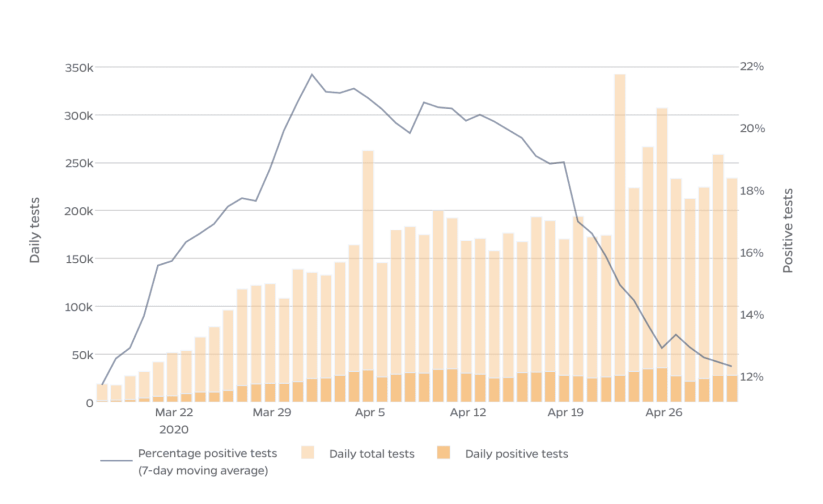 350k
300k
250k
200k
150k
100k
50k
0
Daily tests
22%
20%
18%
16%
14%
12%
Positive tests
Mar 22
2020
Mar 29
Apr 5
Apr 12
Apr 19
Apr 26
Percentage positive tests
(7-day moving average)
Daily total tests
Daily positive tests